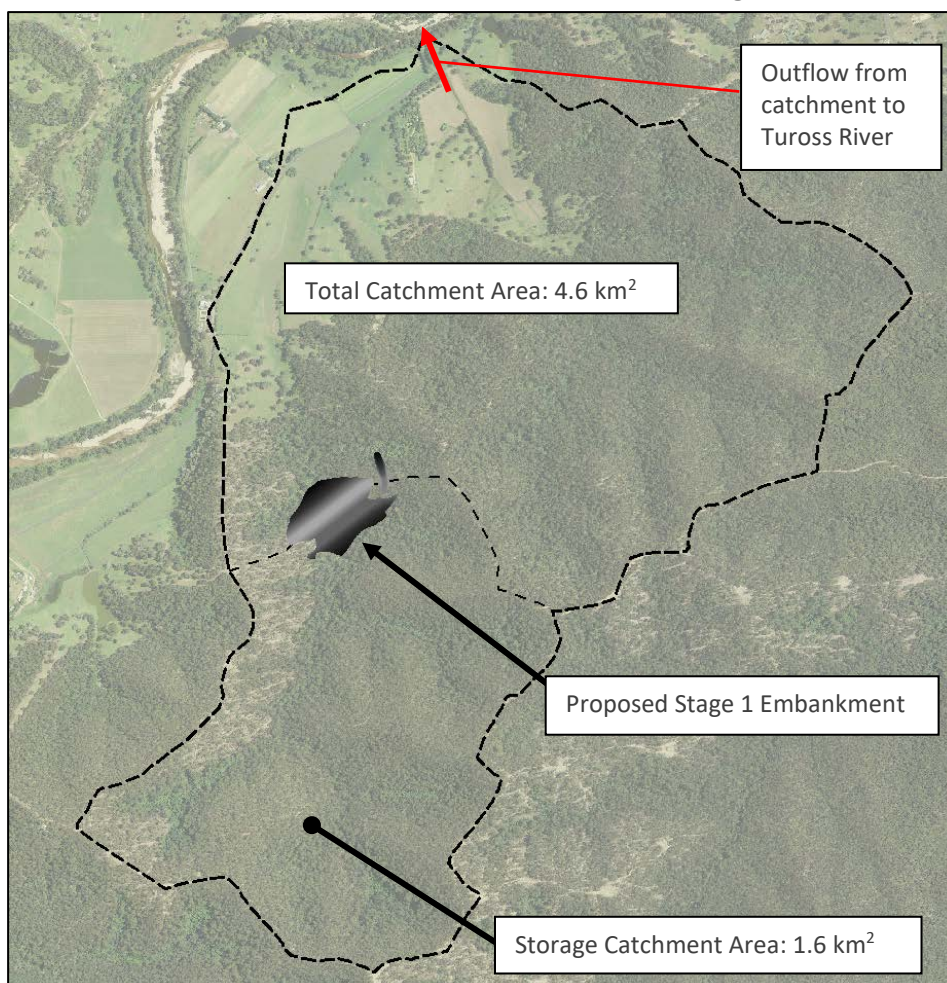 Outflow from
catchment to
Tuross River
Total Catchment Area: 4.6 km²
Proposed Stage 1 Embankment
Storage Catchment Area: 1.6 km²